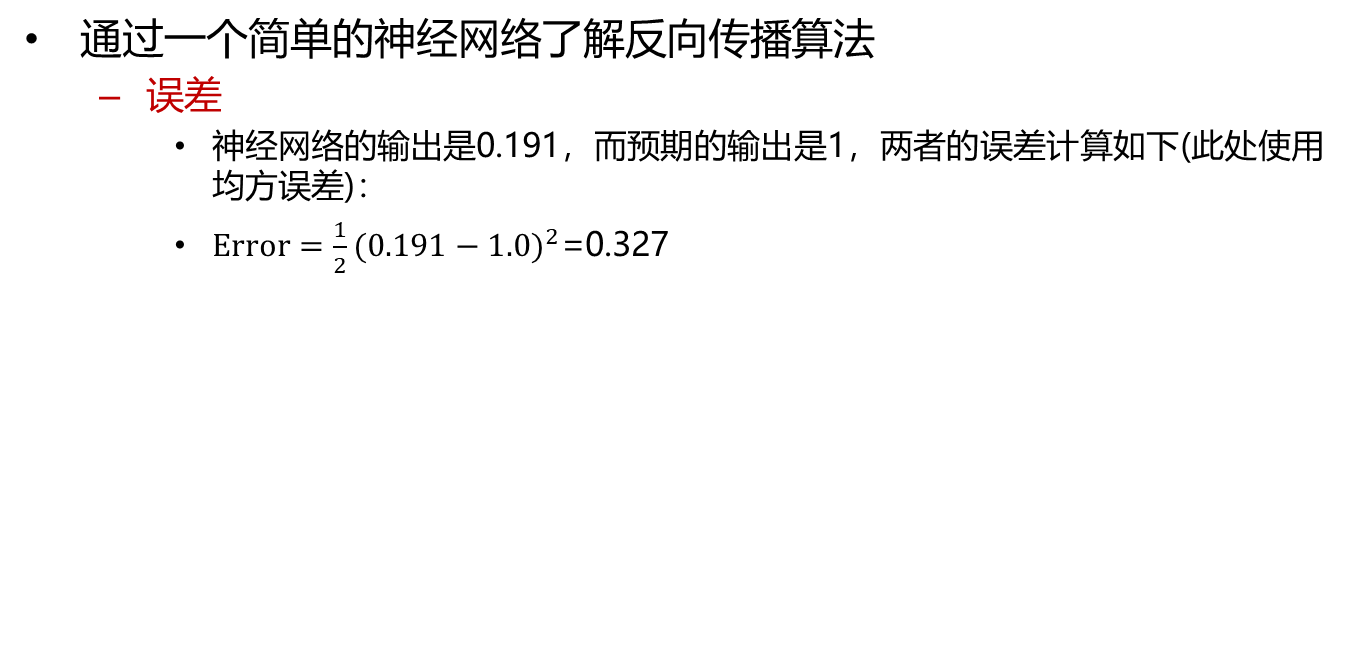 • 通过一个简单的神经网络了解反向传播算法
– 误差
• 神经网络的输出是0.191，而预期的输出是1，两者的误差计算如下(此处使用
均方误差)：
• Error = 1/2 (0.191 − 1.0)² =0.327